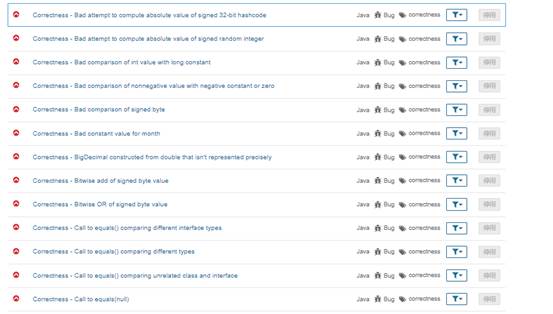 Correctness - Bad attempt to compute absolute value of signed 32-bit hashcode Java Bug correctness
Correctness - Bad attempt to compute absolute value of signed random integer Java Bug correctness
Correctness - Bad comparison of int value with long constant Java Bug correctness
Correctness - Bad comparison of nonnegative value with negative constant or zero Java Bug correctness
Correctness - Bad comparison of signed byte Java Bug correctness
Correctness - Bad constant value for month Java Bug correctness
Correctness - BigDecimal constructed from double that isn't represented precisely Java Bug correctness
Correctness - Bitwise add of signed byte value Java Bug correctness
Correctness - Bitwise OR of signed byte value Java Bug correctness
Correctness - Call to equals() comparing different interface types Java Bug correctness
Correctness - Call to equals() comparing different types Java Bug correctness
Correctness - Call to equals() comparing unrelated class and interface Java Bug correctness
Correctness - Call to equals(null) Java Bug correctness